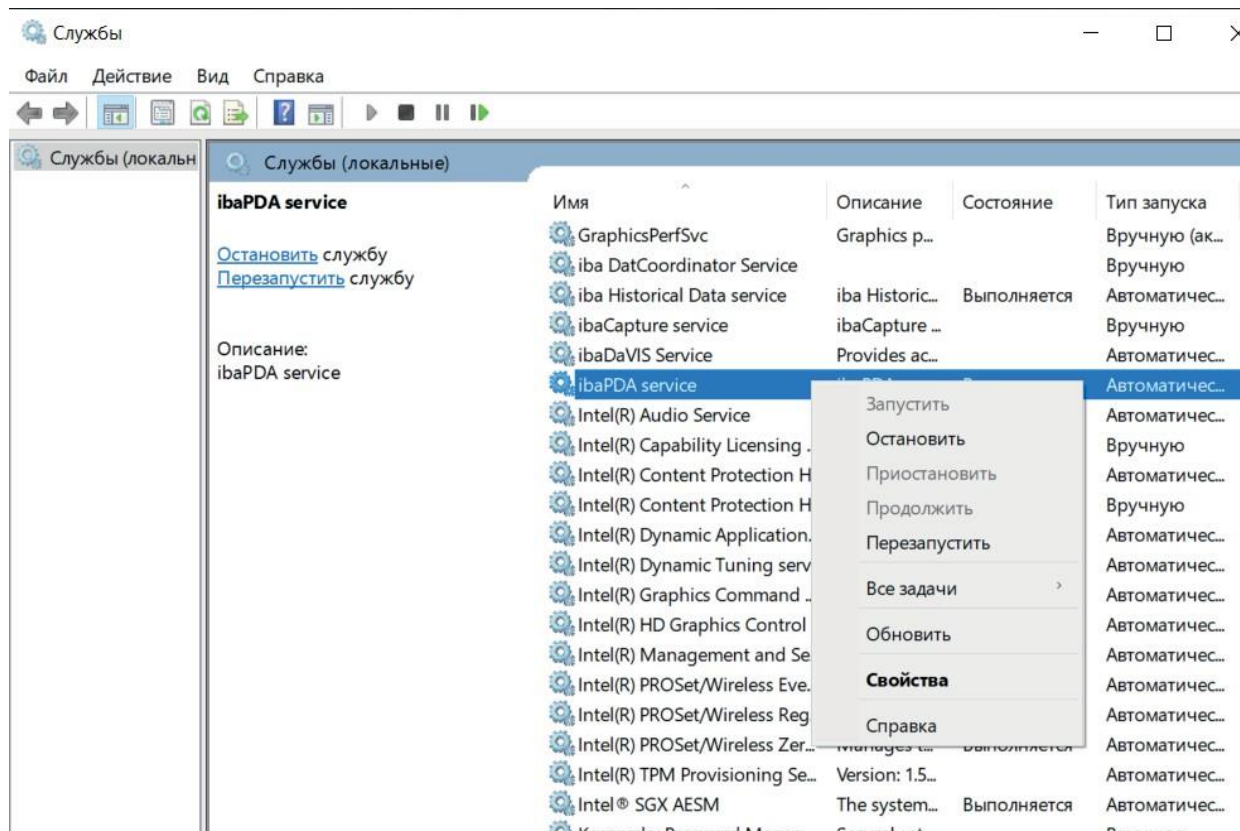 Службы
Файл Действие Вид Справка
Службы (локальн
Службы (локальные)
ibaPDA service
Остановить службу
Перезапустить службу
Описание:
ibaPDA service
Имя Описание Состояние Тип запуска
GraphicsPerfSvc Graphics p... Вручную (ак...
iba DatCoordinator Service Вручную
iba Historical Data service iba Historic... Выполняется Автоматичес...
ibaCapture service ibaCapture ... Вручную
ibaDaVIS Service Provides ac... Автоматичес...
ibaPDA service Автоматичес...
Intel(R) Audio Service Автоматичес...
Intel(R) Capability Licensing . Вручную
Intel(R) Content Protection H Автоматичес...
Intel(R) Content Protection H Вручную
Intel(R) Dynamic Application. Автоматичес...
Intel(R) Dynamic Tuning serv Автоматичес...
Intel(R) Graphics Command .. Автоматичес...
Intel(R) HD Graphics Control Автоматичес...
Intel(R) Management and Se Автоматичес...
Intel(R) PROSet/Wireless Eve. Автоматичес...
Intel(R) PROSet/Wireless Reg Автоматичес...
Intel(R) PROSet/Wireless Zer... Manages t... Выполняется Автоматичес...
Intel(R) TPM Provisioning Se... Version: 1.5... Автоматичес...
Intel® SGX AESM The system... Выполняется Автоматичес...
Запустить
Остановить
Приостановить
Продолжить
Перезапустить
Все задачи
Обновить
Свойства
Справка